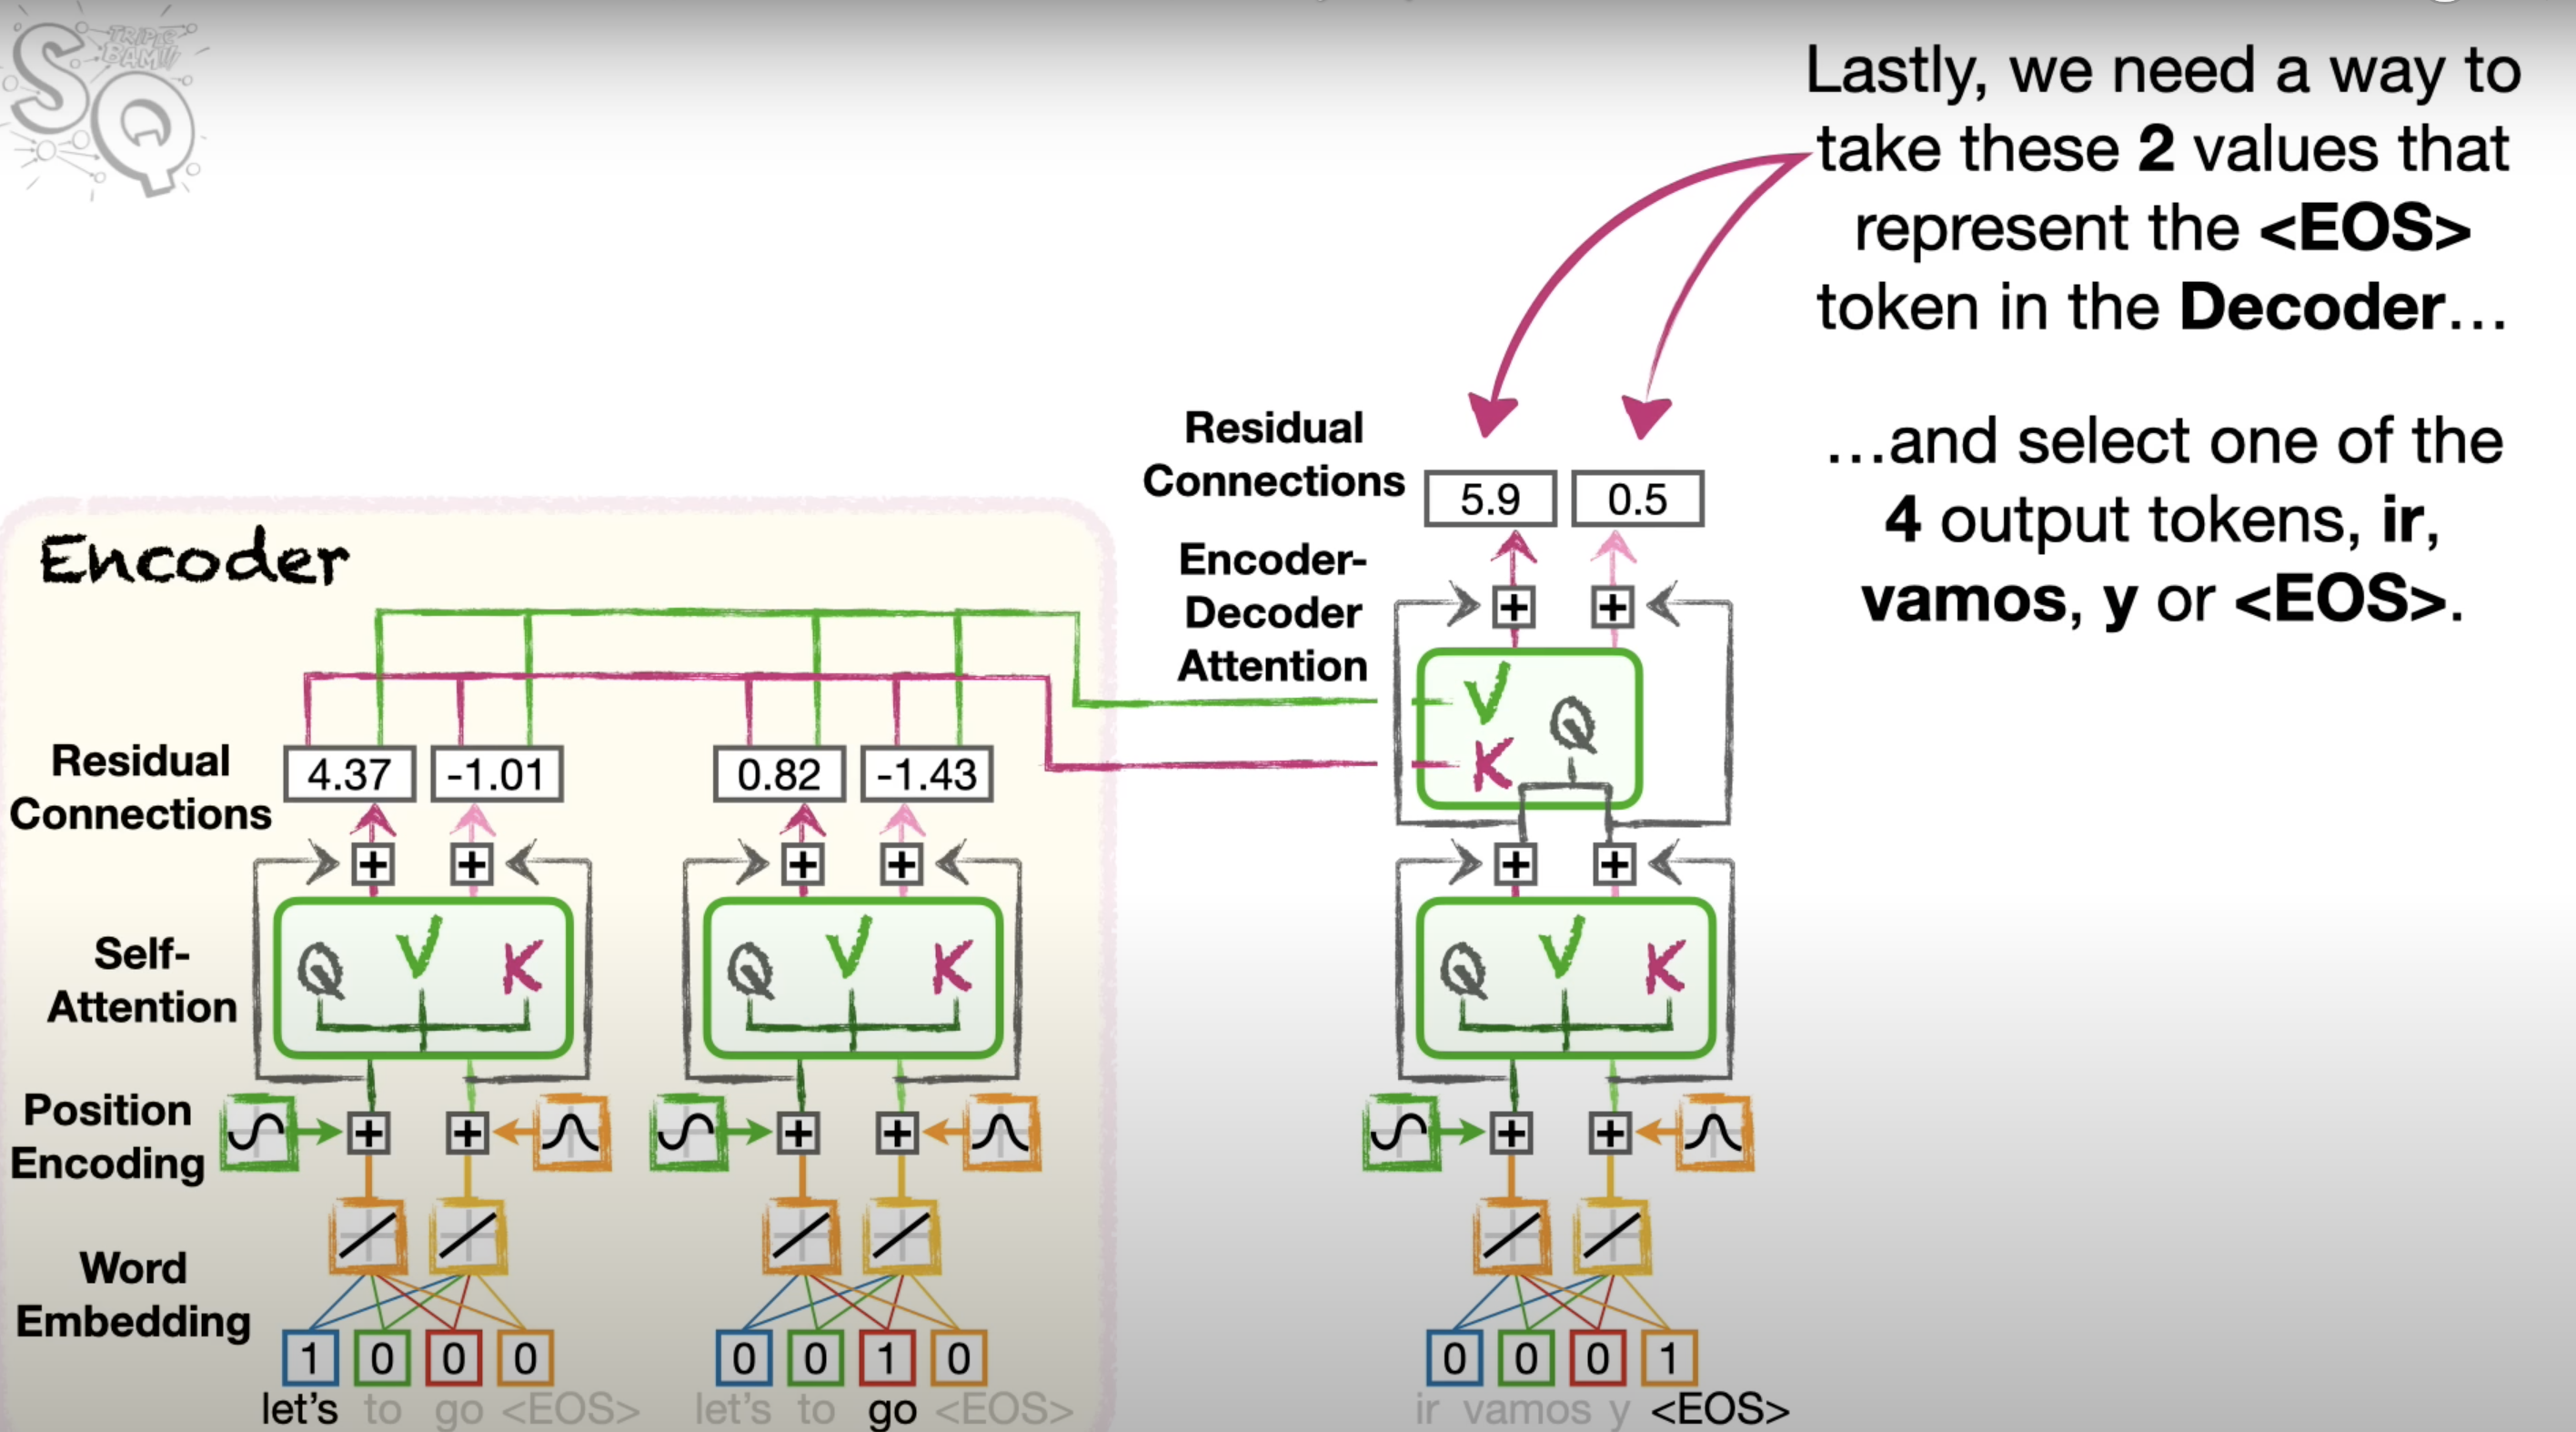 SQ
TRIPLE
BAM!!
Lastly, we need a way to
take these 2 values that
represent the <EOS>
token in the Decoder…
…and select one of the
4 output tokens, ir,
vamos, y or <EOS>.
Residual
Connections
5.9 0.5
Encoder-
Decoder
Attention
+ +
V
Q
K
+ +
Q V K
+ +
0 0 0 1
ir vamos y <EOS>
Encoder
Residual
Connections
4.37 -1.01 0.82 -1.43
+ + + +
Self-
Attention
Q V K Q V K
Position
Encoding
+ + + +
Word
Embedding
1 0 0 0 0 0 1 0
let's to go <EOS> let's to go <EOS>